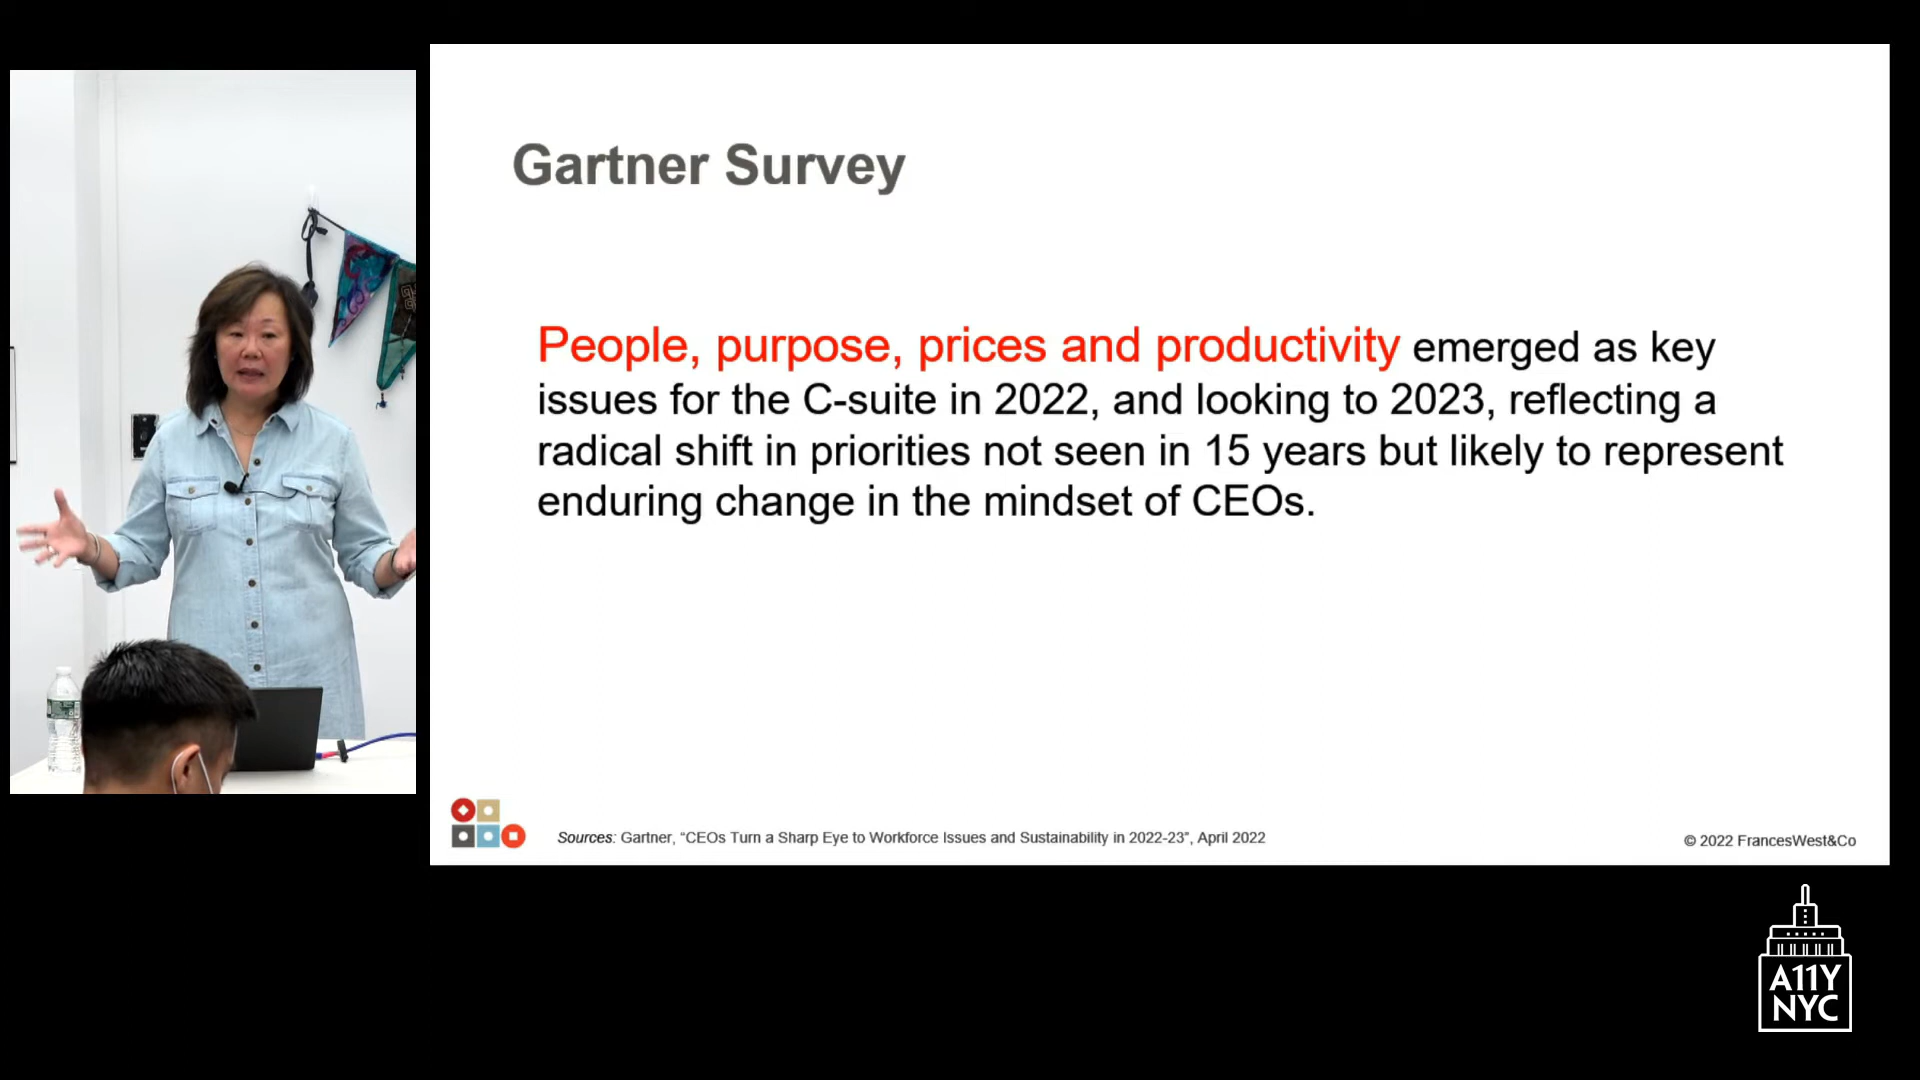 Gartner Survey
People, purpose, prices and productivity emerged as key
issues for the C-suite in 2022, and looking to 2023, reflecting a
radical shift in priorities not seen in 15 years but likely to represent
enduring change in the mindset of CEOs.
Sources: Gartner, “CEOs Turn a Sharp Eye to Workforce Issues and Sustainability in 2022-23”, April 2022
© 2022 FrancesWest&Co
A11Y
NYC